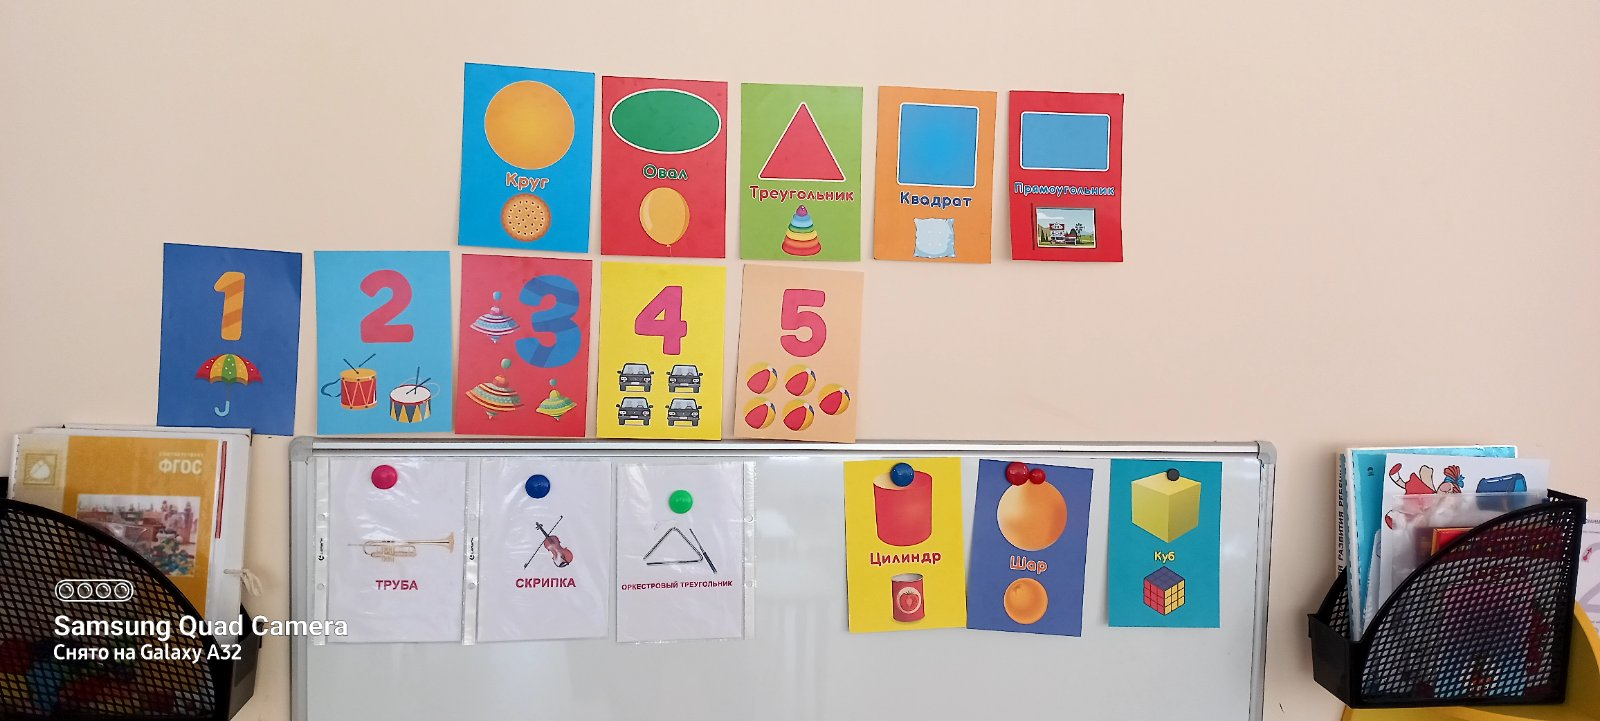 Круг
Овал
Треугольник
Квадрат
Прямоугольник
1
2
3
4
5
ФГОС
ТРУБА
СКРИПКА
ОРКЕСТРОВЫЙ ТРЕУГОЛЬНИК
Цилиндр
Шар
Куб
РАЗВИТИЯ
Samsung Quad Camera
Снято на Galaxy A32